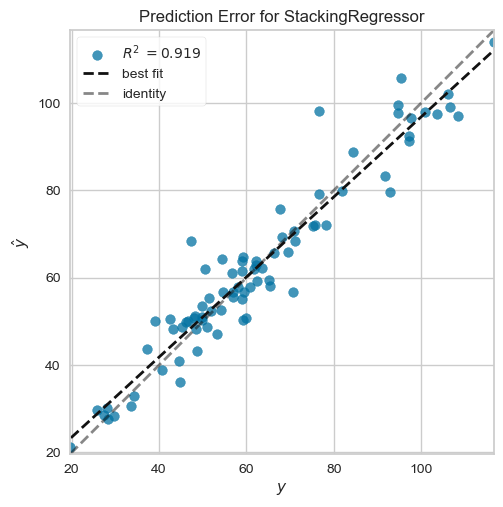 Prediction Error for StackingRegressor
R² = 0.919
best fit
identity
100
80
60
40
20
ŷ
20 40 60 80 100
y